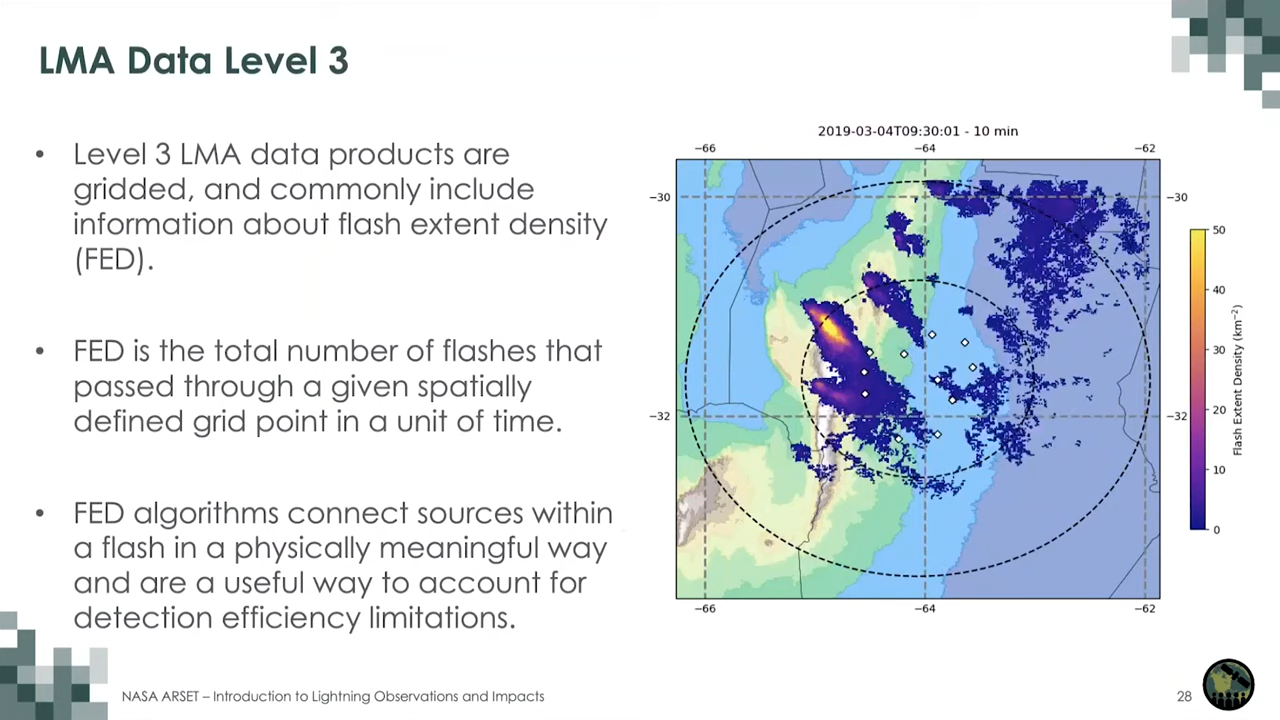 LMA Data Level 3
• Level 3 LMA data products are
gridded, and commonly include
information about flash extent density
(FED).
• FED is the total number of flashes that
passed through a given spatially
defined grid point in a unit of time.
• FED algorithms connect sources within
a flash in a physically meaningful way
and are a useful way to account for
detection efficiency limitations.
2019-03-04T09:30:01 - 10 min
−66 −64 −62
−30 −30
−32 −32
−66 −64 −62
50
40
30
20
10
0
Flash Extent Density (km⁻²)
NASA ARSET – Introduction to Lightning Observations and Impacts
28